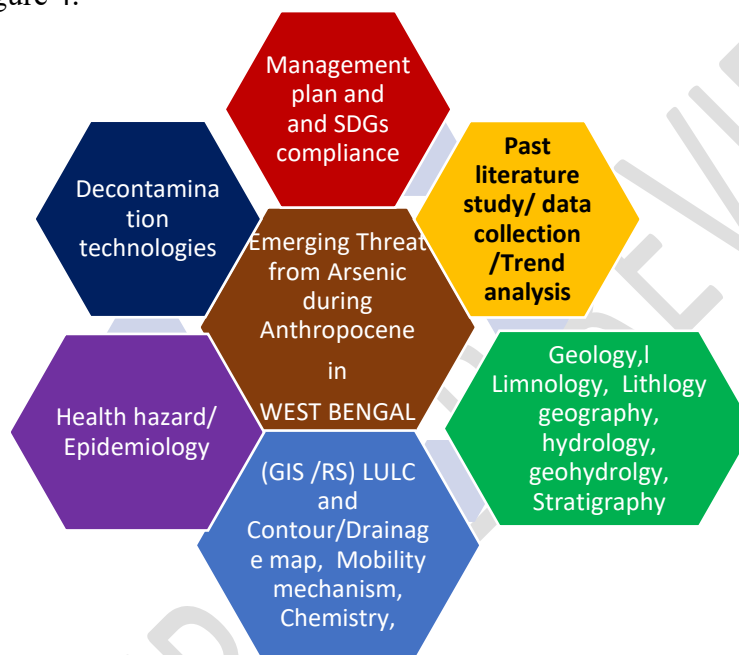 gure 4.
Management
plan and
and SDGs
compliance
Past
literature
study/ data
collection
/Trend
analysis
Decontamina
tion
technologies
Emerging Threat
from Arsenic
during
Anthropocene
in
WEST BENGAL
Geology,l
Limnology, Lithlogy
geography,
hydrology,
geohydrolgy,
Stratigraphy
Health hazard/
Epidemiology
(GIS /RS) LULC
and
Contour/Drainag
e map, Mobility
mechanism,
Chemistry,